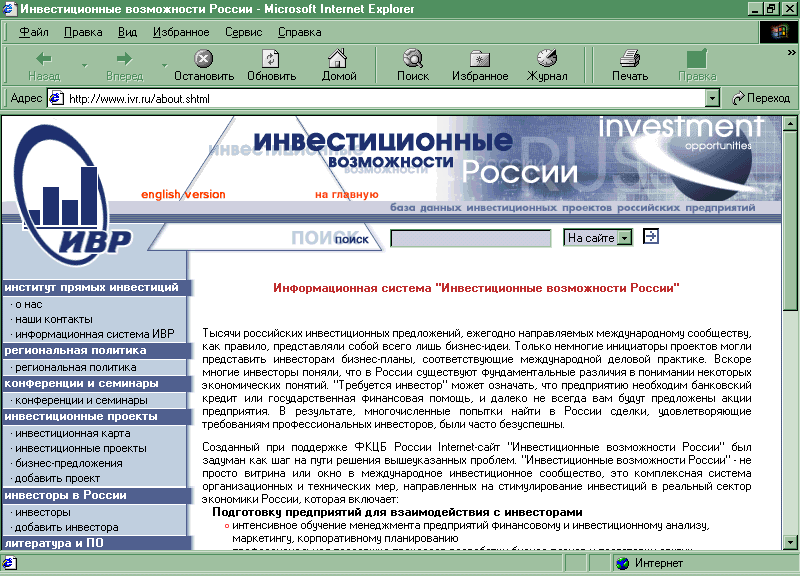 Инвестиционные возможности России - Microsoft Internet Explorer
Файл Правка Вид Избранное Сервис Справка
Назад Вперед Остановить Обновить Домой Поиск Избранное Журнал Печать Правка
Адрес http://www.ivr.ru/about.shtml Переход
investment
opportunities
инвестиционные
возможности
России
RUS
english version на главную
база данных инвестиционных проектов российских предприятий
ИВР
поиск На сайте
институт прямых инвестиций
· о нас
· наши контакты
· информационная система ИВР
региональная политика
· региональная политика
конференции и семинары
· конференции и семинары
инвестиционные проекты
· инвестиционная карта
· инвестиционные проекты
· бизнес-предложения
· добавить проект
инвесторы в России
· инвесторы
· добавить инвестора
литература и ПО
Информационная система "Инвестиционные возможности России"
Тысячи российских инвестиционных предложений, ежегодно направляемых международному сообществу,
как правило, представляли собой всего лишь бизнес-идеи. Только немногие инициаторы проектов могли
представить инвесторам бизнес-планы, соответствующие международной деловой практике. Вскоре
многие инвесторы поняли, что в России существуют фундаментальные различия в понимании некоторых
экономических понятий. "Требуется инвестор" может означать, что предприятию необходим банковский
кредит или государственная финансовая помощь, и далеко не всегда вам будут предложены акции
предприятия. В результате, многочисленные попытки найти в России сделки, удовлетворяющие
требованиям профессиональных инвесторов, были часто безуспешны.
Созданный при поддержке ФКЦБ России Internet-сайт "Инвестиционные возможности России" был
задуман как шаг на пути решения вышеуказанных проблем. "Инвестиционные возможности России" - не
просто витрина или окно в международное инвестиционное сообщество, это комплексная система
организационных и технических мер, направленных на стимулирование инвестиций в реальный сектор
экономики России, которая включает:
Подготовку предприятий для взаимодействия с инвесторами
интенсивное обучение менеджмента предприятий финансовому и инвестиционному анализу,
маркетингу, корпоративному планированию
Интернет